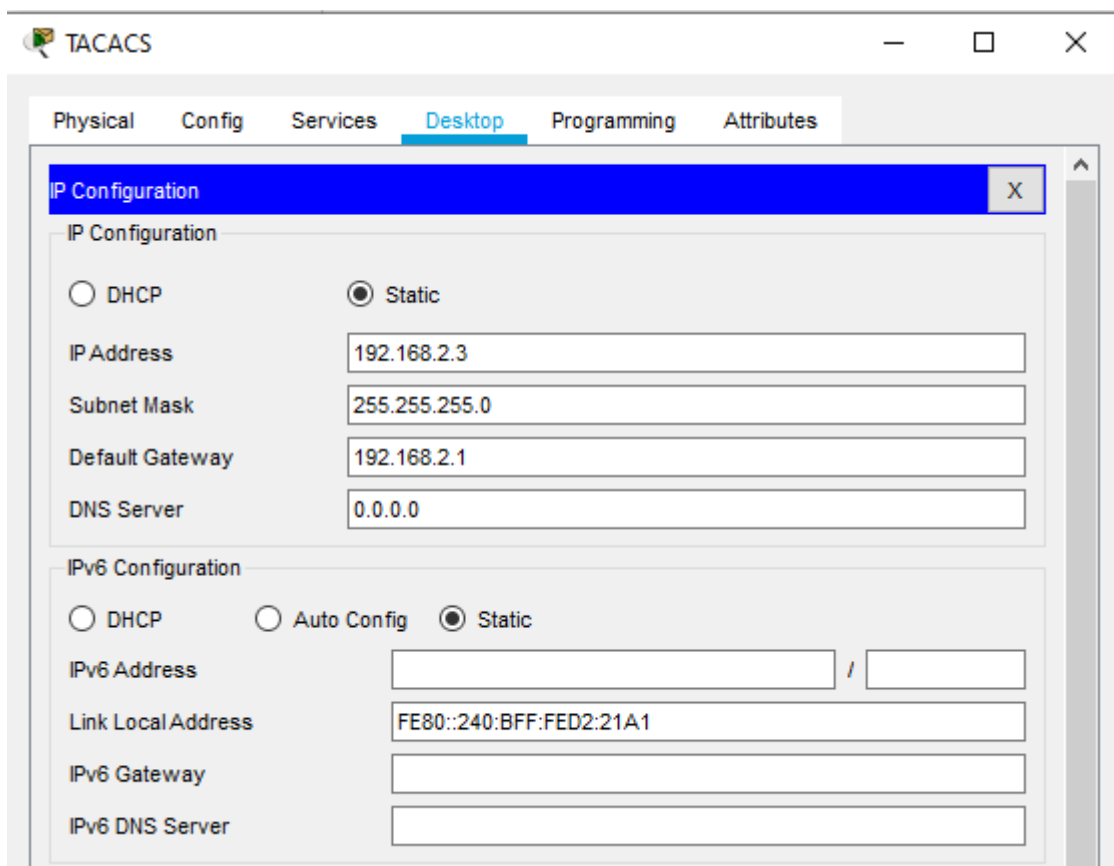 TACACS
Physical Config Services Desktop Programming Attributes
IP Configuration X
IP Configuration
DHCP Static
IP Address 192.168.2.3
Subnet Mask 255.255.255.0
Default Gateway 192.168.2.1
DNS Server 0.0.0.0
IPv6 Configuration
DHCP Auto Config Static
IPv6 Address /
Link Local Address FE80::240:BFF:FED2:21A1
IPv6 Gateway
IPv6 DNS Server